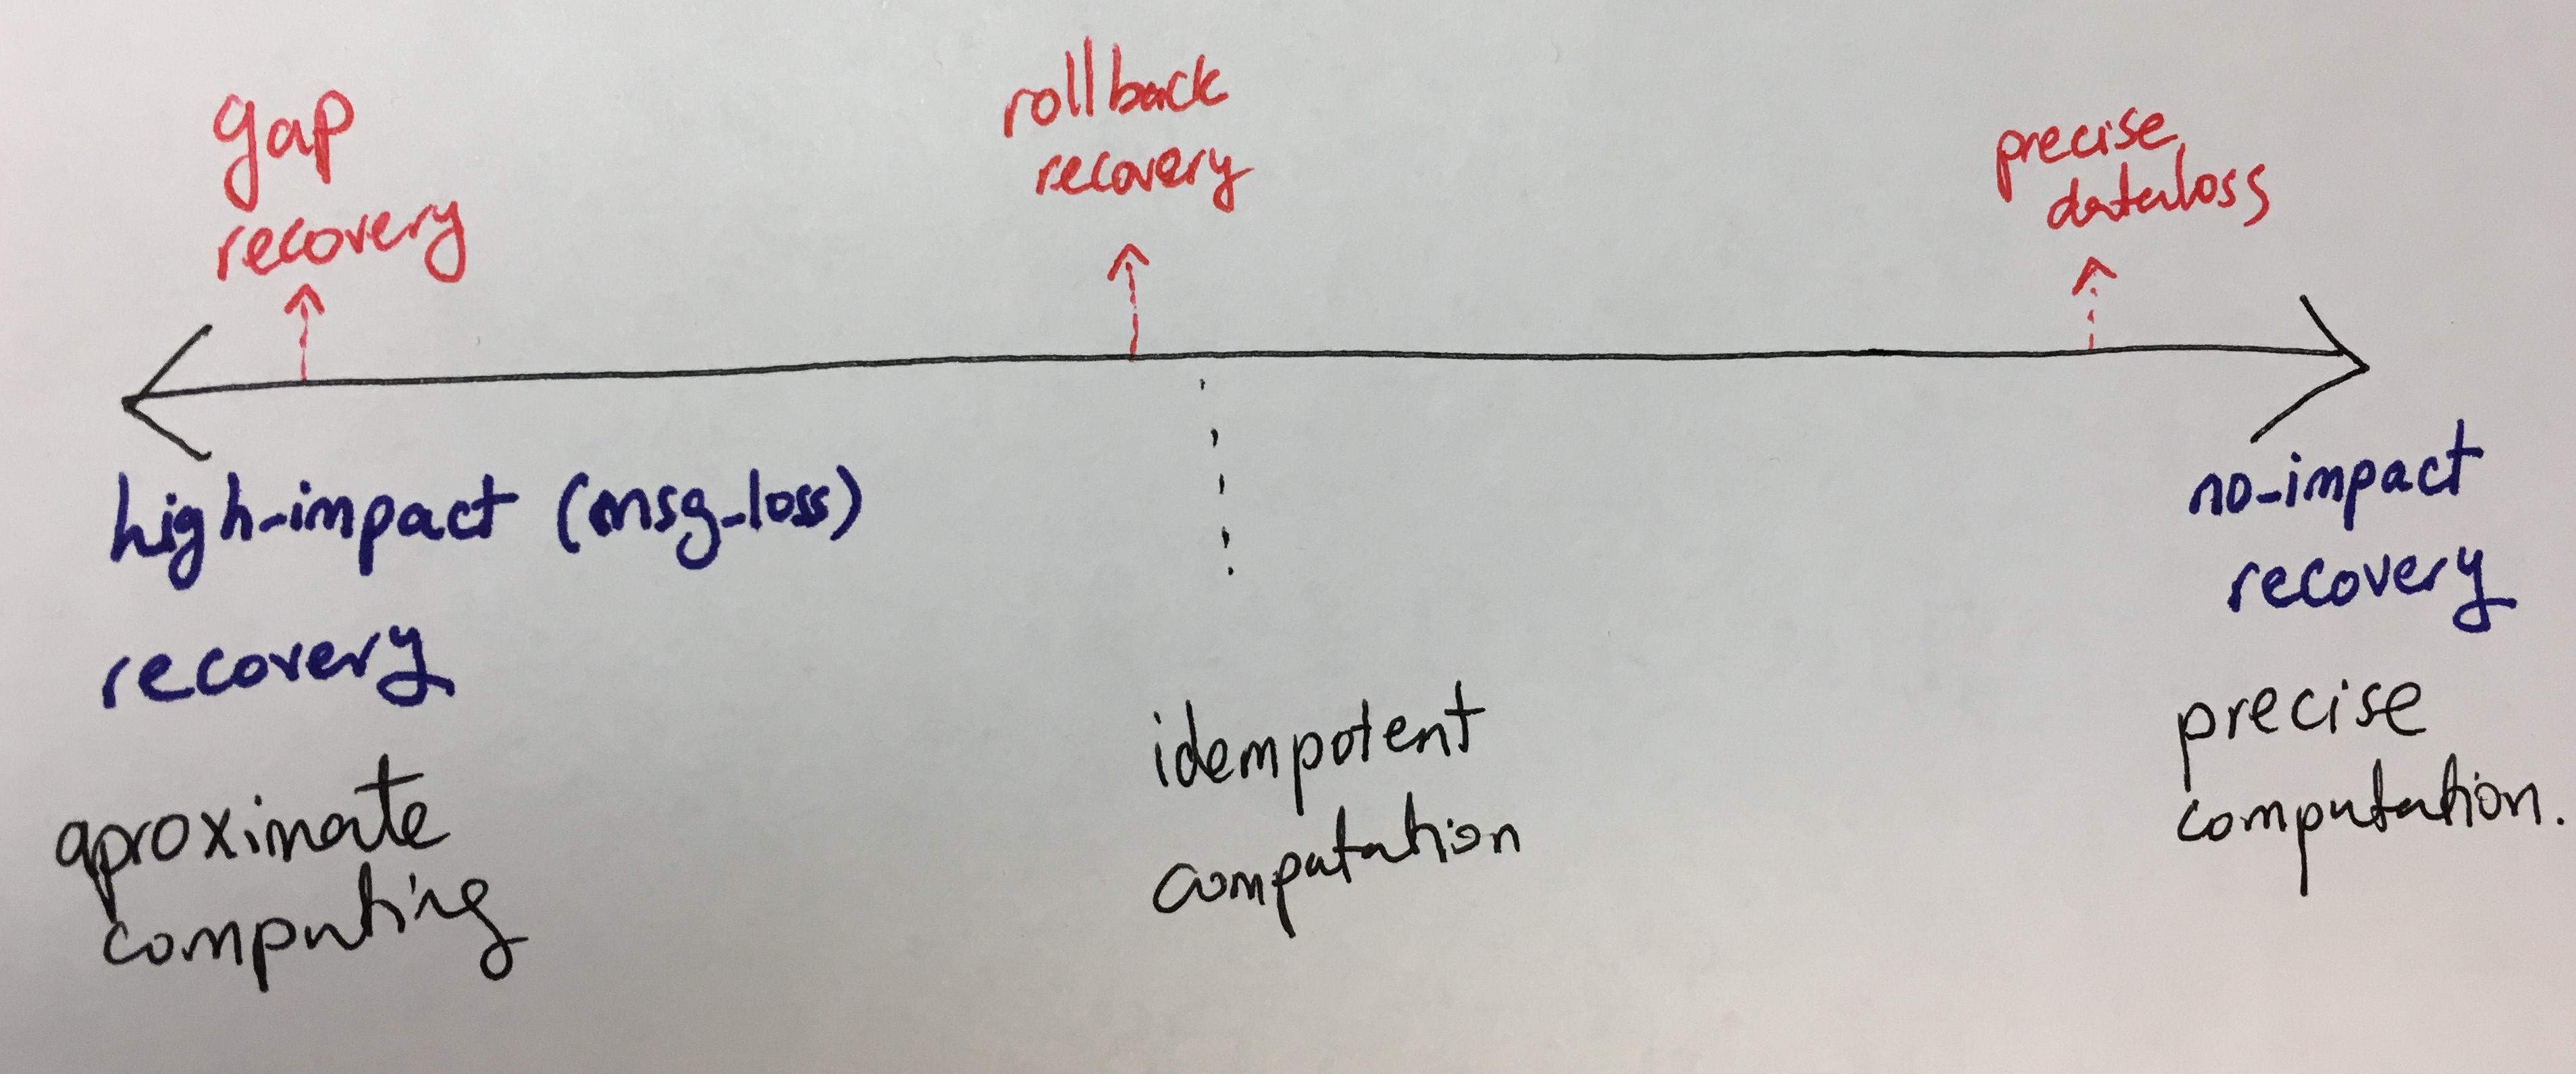 gap
recovery
rollback
recovery
precise
dataloss
high-impact (msg-loss)
recovery
no-impact
recovery
aproximate
computing
idempotent
computation
precise
computation.